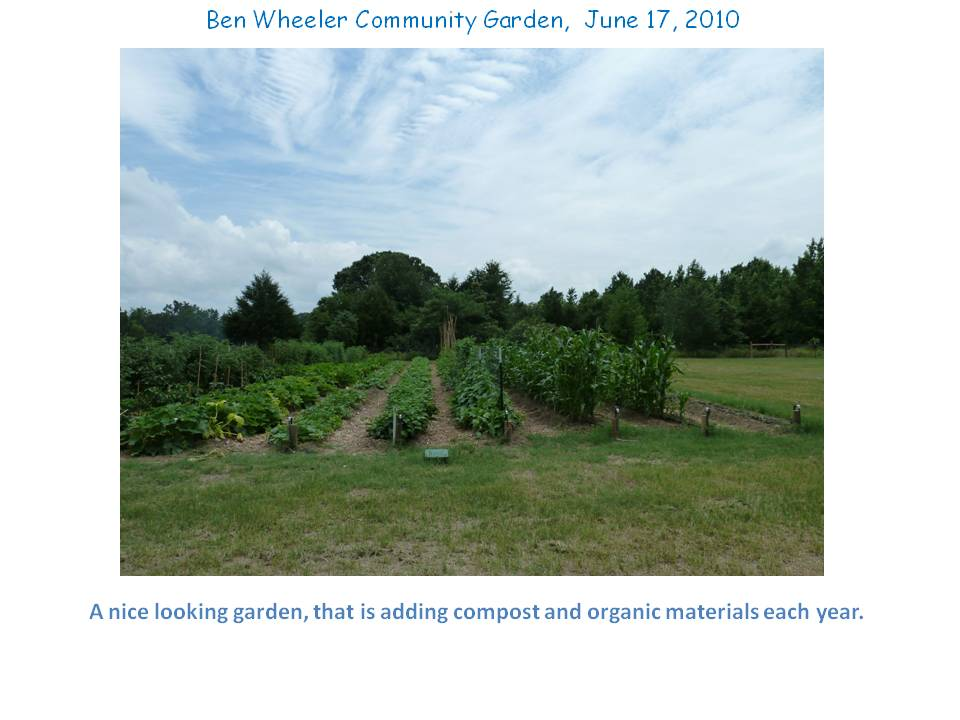 Ben Wheeler Community Garden,  June 17, 2010
A nice looking garden, that is adding compost and organic materials each year.